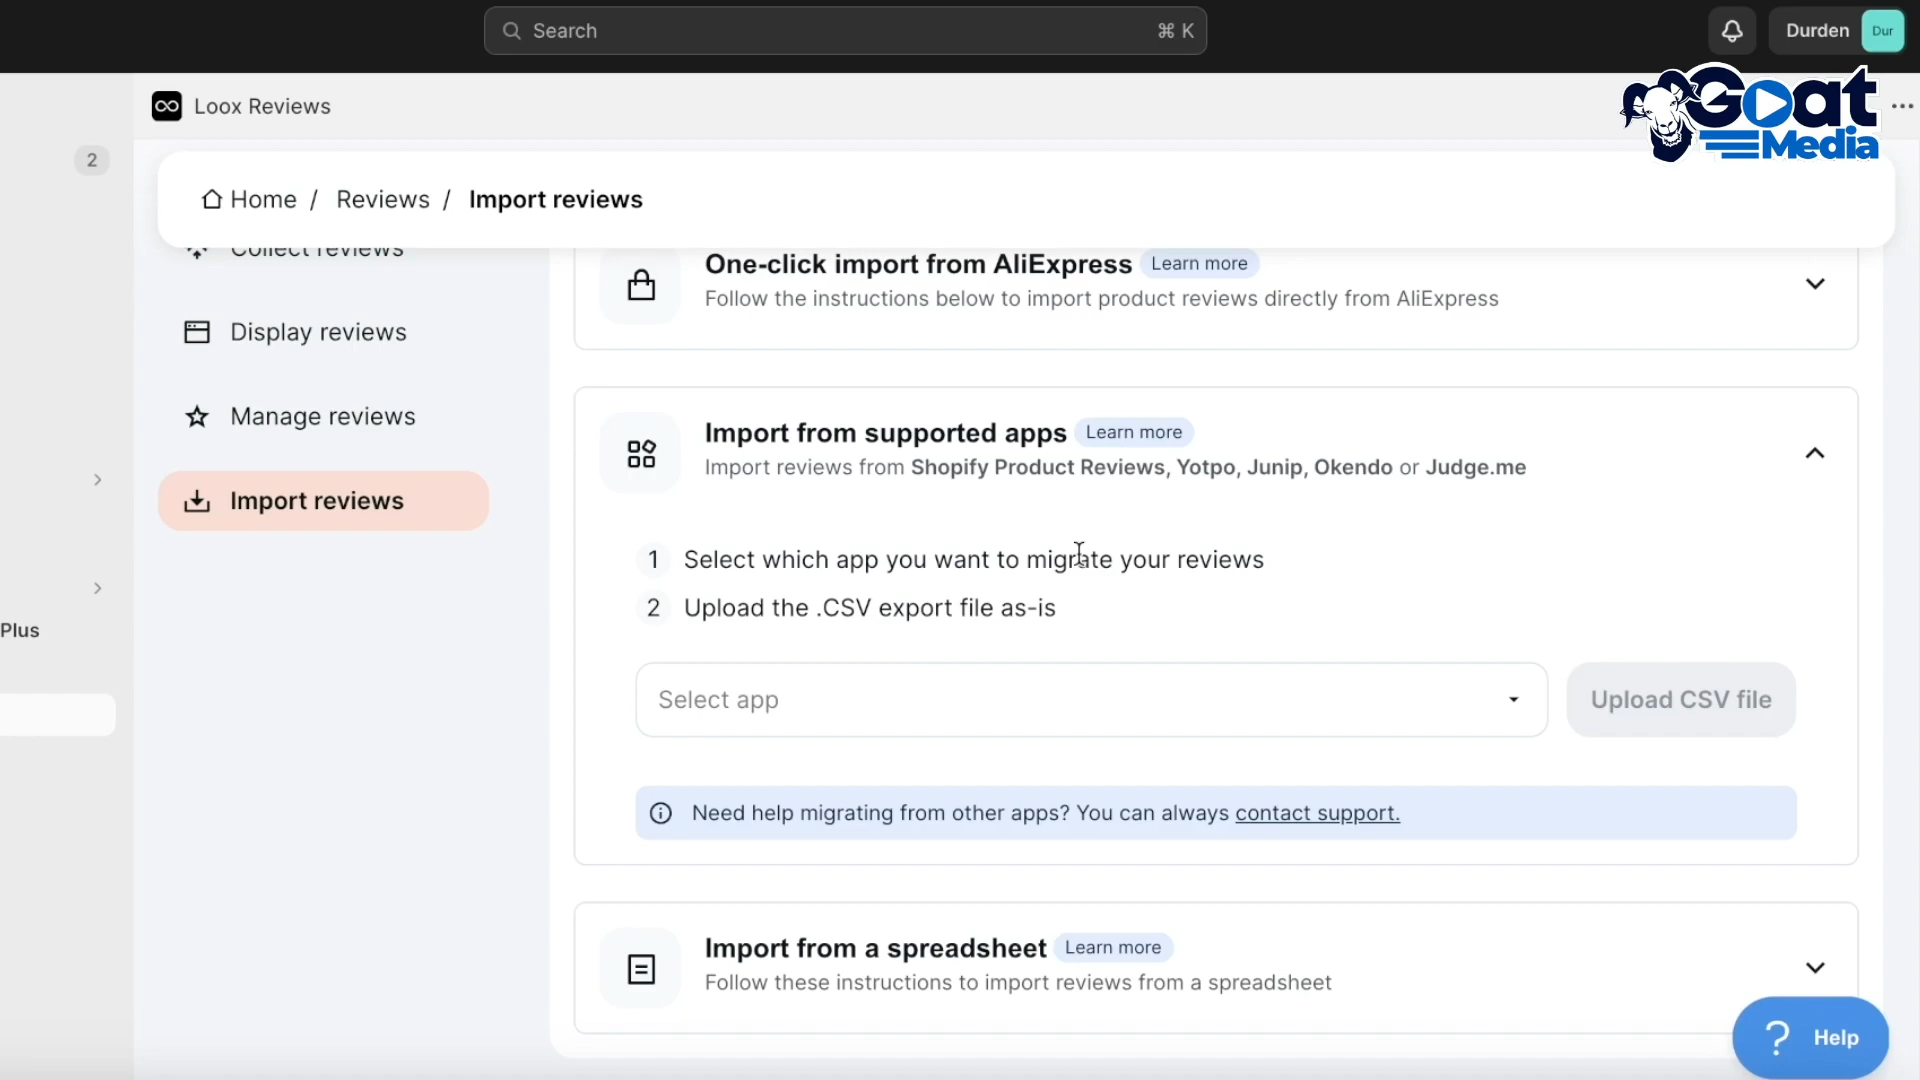 Search
⌘ K
Durden
Dur
Loox Reviews
Goat
Media
2
Home / Reviews / Import reviews
Collect reviews
Display reviews
Manage reviews
Import reviews
Plus
One-click import from AliExpress Learn more
Follow the instructions below to import product reviews directly from AliExpress
Import from supported apps Learn more
Import reviews from Shopify Product Reviews, Yotpo, Junip, Okendo or Judge.me
1 Select which app you want to migrate your reviews
2 Upload the .CSV export file as-is
Select app
Upload CSV file
Need help migrating from other apps? You can always contact support.
Import from a spreadsheet Learn more
Follow these instructions to import reviews from a spreadsheet
? Help